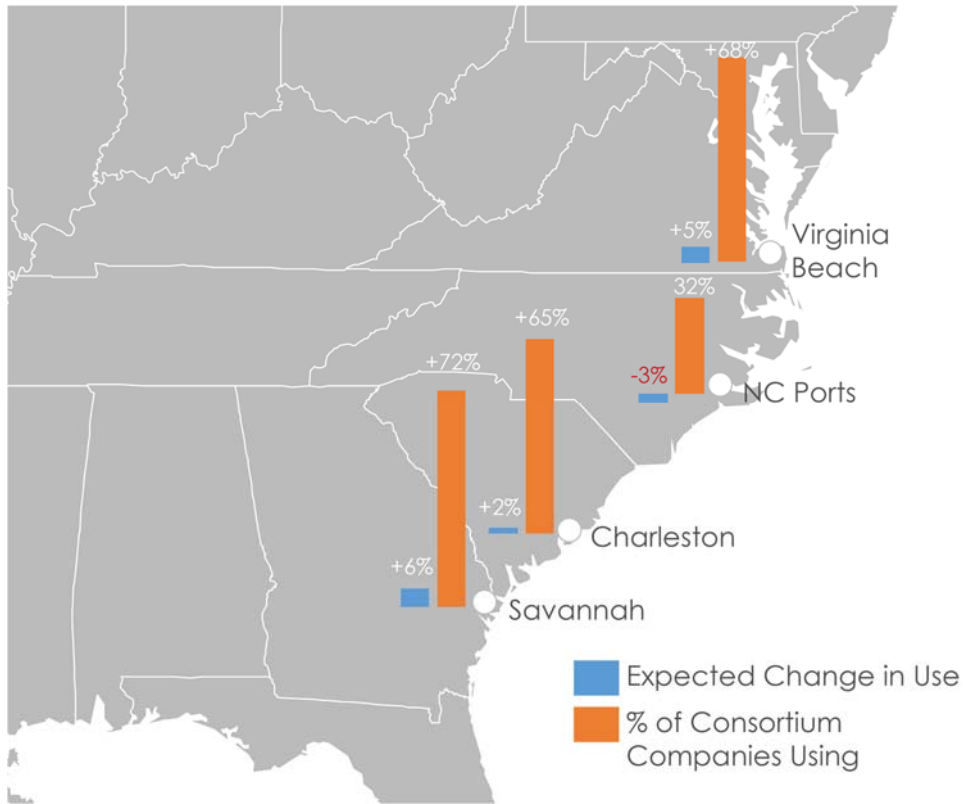 +68%
+5%
Virginia
Beach
32%
-3%
NC Ports
+65%
+72%
+2%
Charleston
+6%
Savannah
Expected Change in Use
% of Consortium
Companies Using